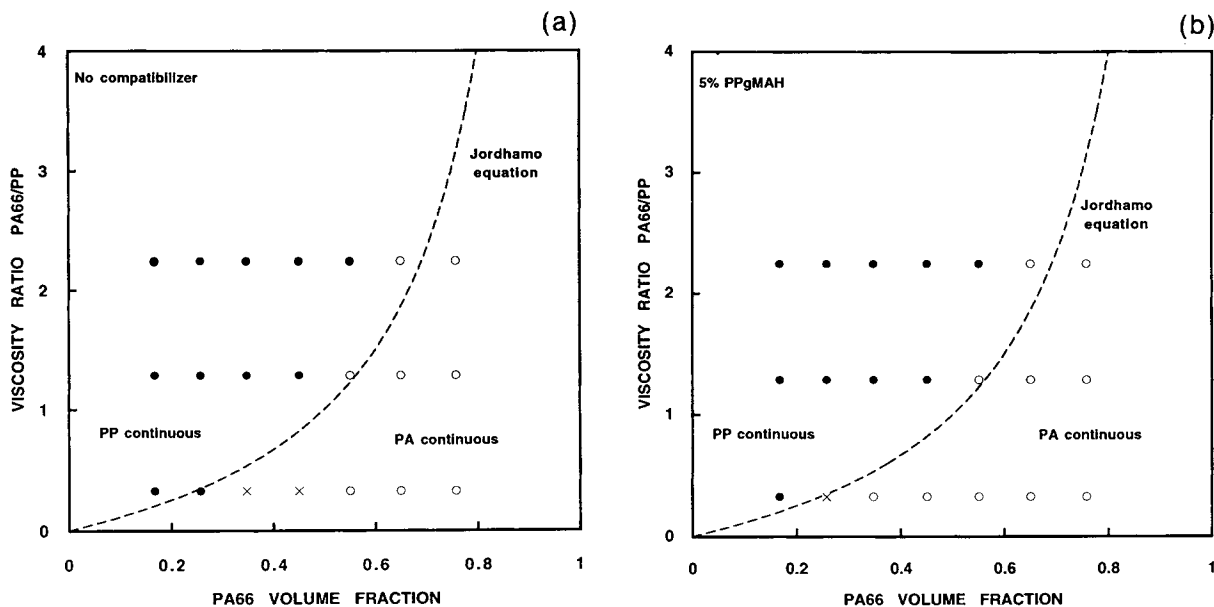 (a)
No compatibilizer
Jordhamo
equation
PP continuous
PA continuous
VISCOSITY RATIO PA66/PP
4
3
2
1
0
0
0.2
0.4
0.6
0.8
1
PA66 VOLUME FRACTION
(b)
5% PPgMAH
Jordhamo
equation
PP continuous
PA continuous
VISCOSITY RATIO PA66/PP
4
3
2
1
0
0
0.2
0.4
0.6
0.8
1
PA66 VOLUME FRACTION